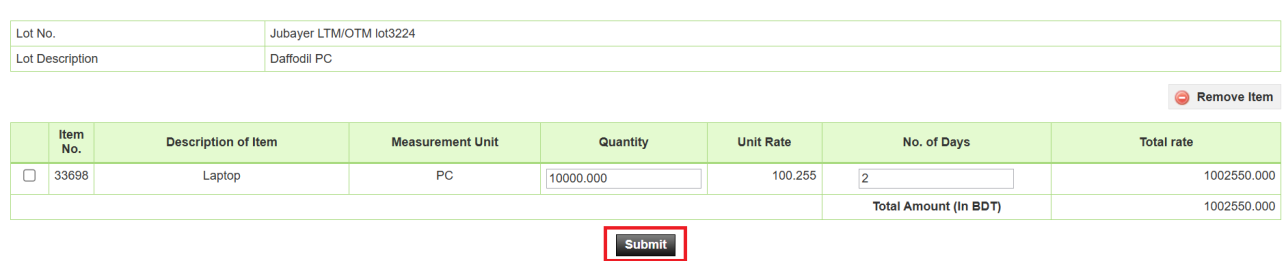 Lot No. Jubayer LTM/OTM lot3224
Lot Description Daffodil PC
Remove Item
Item No. Description of Item Measurement Unit Quantity Unit Rate No. of Days Total rate
33698 Laptop PC 10000.000 100.255 2 1002550.000
Total Amount (In BDT) 1002550.000
Submit